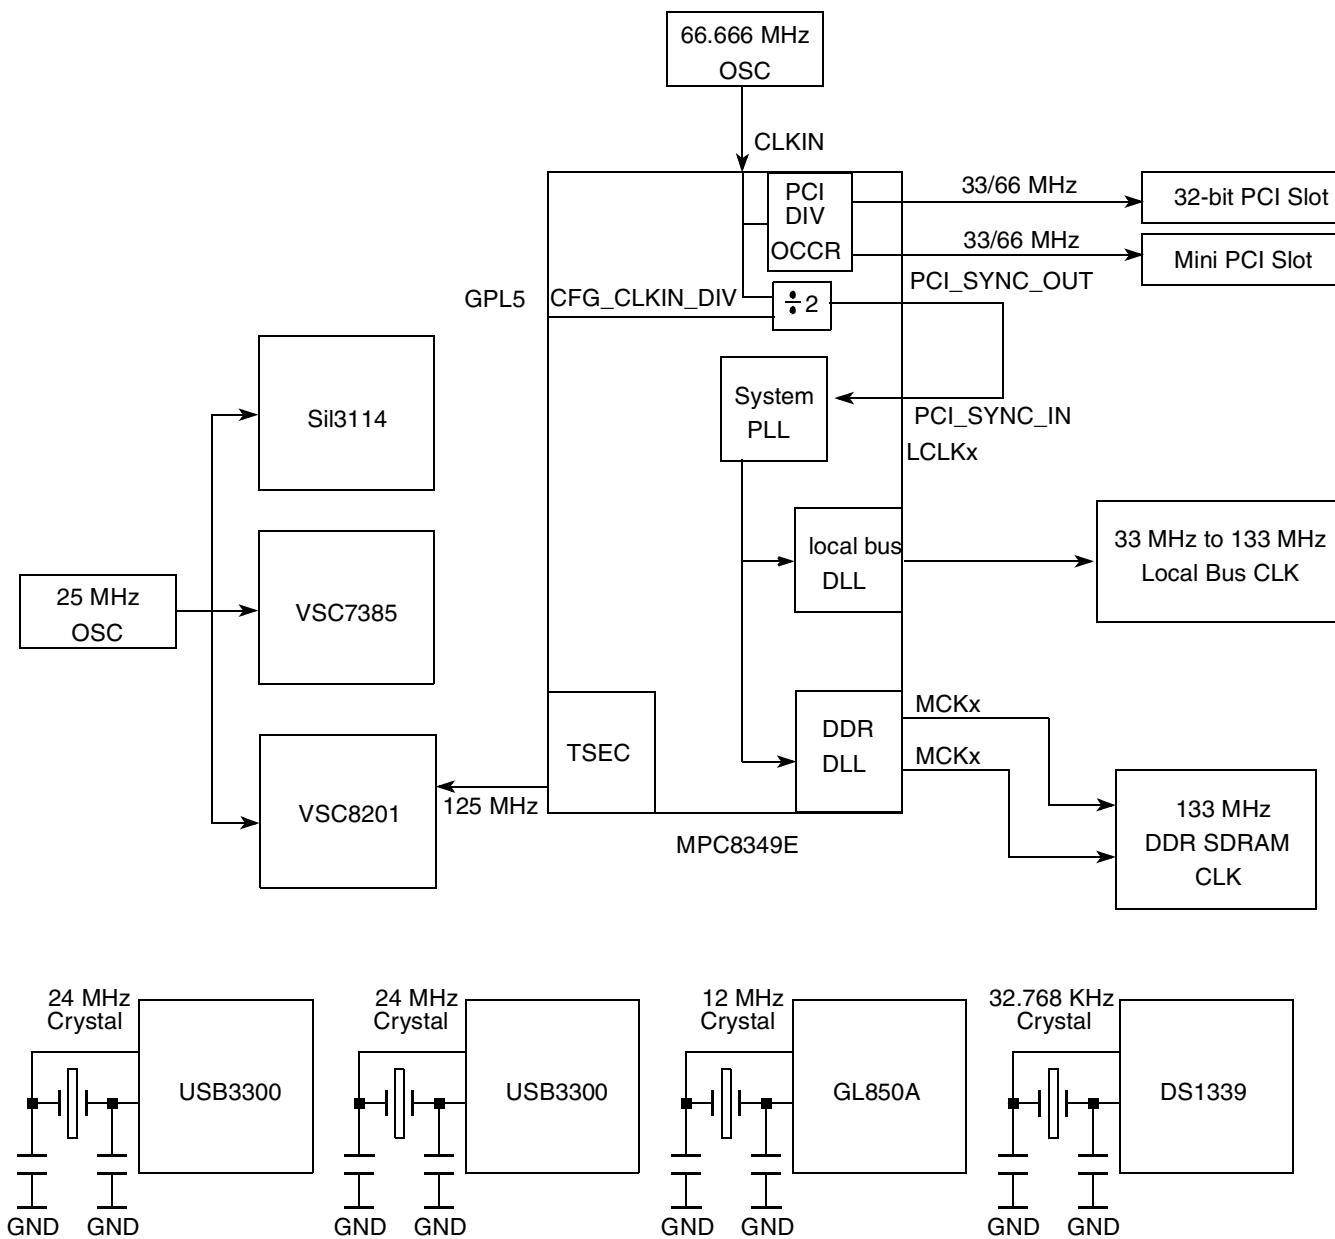 66.666 MHz
OSC
CLKIN
PCI
DIV
OCCR
33/66 MHz
32-bit PCI Slot
33/66 MHz
Mini PCI Slot
PCI_SYNC_OUT
GPL5
CFG_CLKIN_DIV
÷2
System
PLL
PCI_SYNC_IN
LCLKx
Sil3114
local bus
DLL
33 MHz to 133 MHz
Local Bus CLK
25 MHz
OSC
VSC7385
MCKx
DDR
DLL
MCKx
TSEC
VSC8201
125 MHz
133 MHz
DDR SDRAM
CLK
MPC8349E
24 MHz
Crystal
USB3300
GND
GND
24 MHz
Crystal
USB3300
GND
GND
12 MHz
Crystal
GL850A
GND
GND
32.768 KHz
Crystal
DS1339
GND
GND